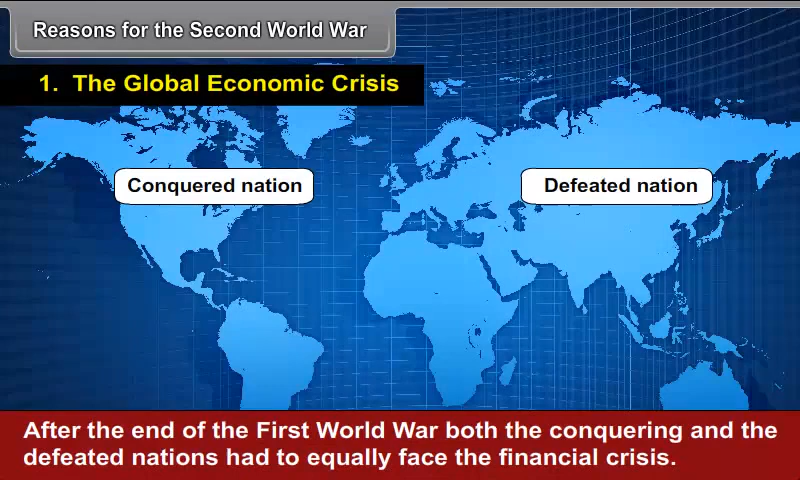 Reasons for the Second World War
1. The Global Economic Crisis
Conquered nation
Defeated nation
After the end of the First World War both the conquering and the
defeated nations had to equally face the financial crisis.